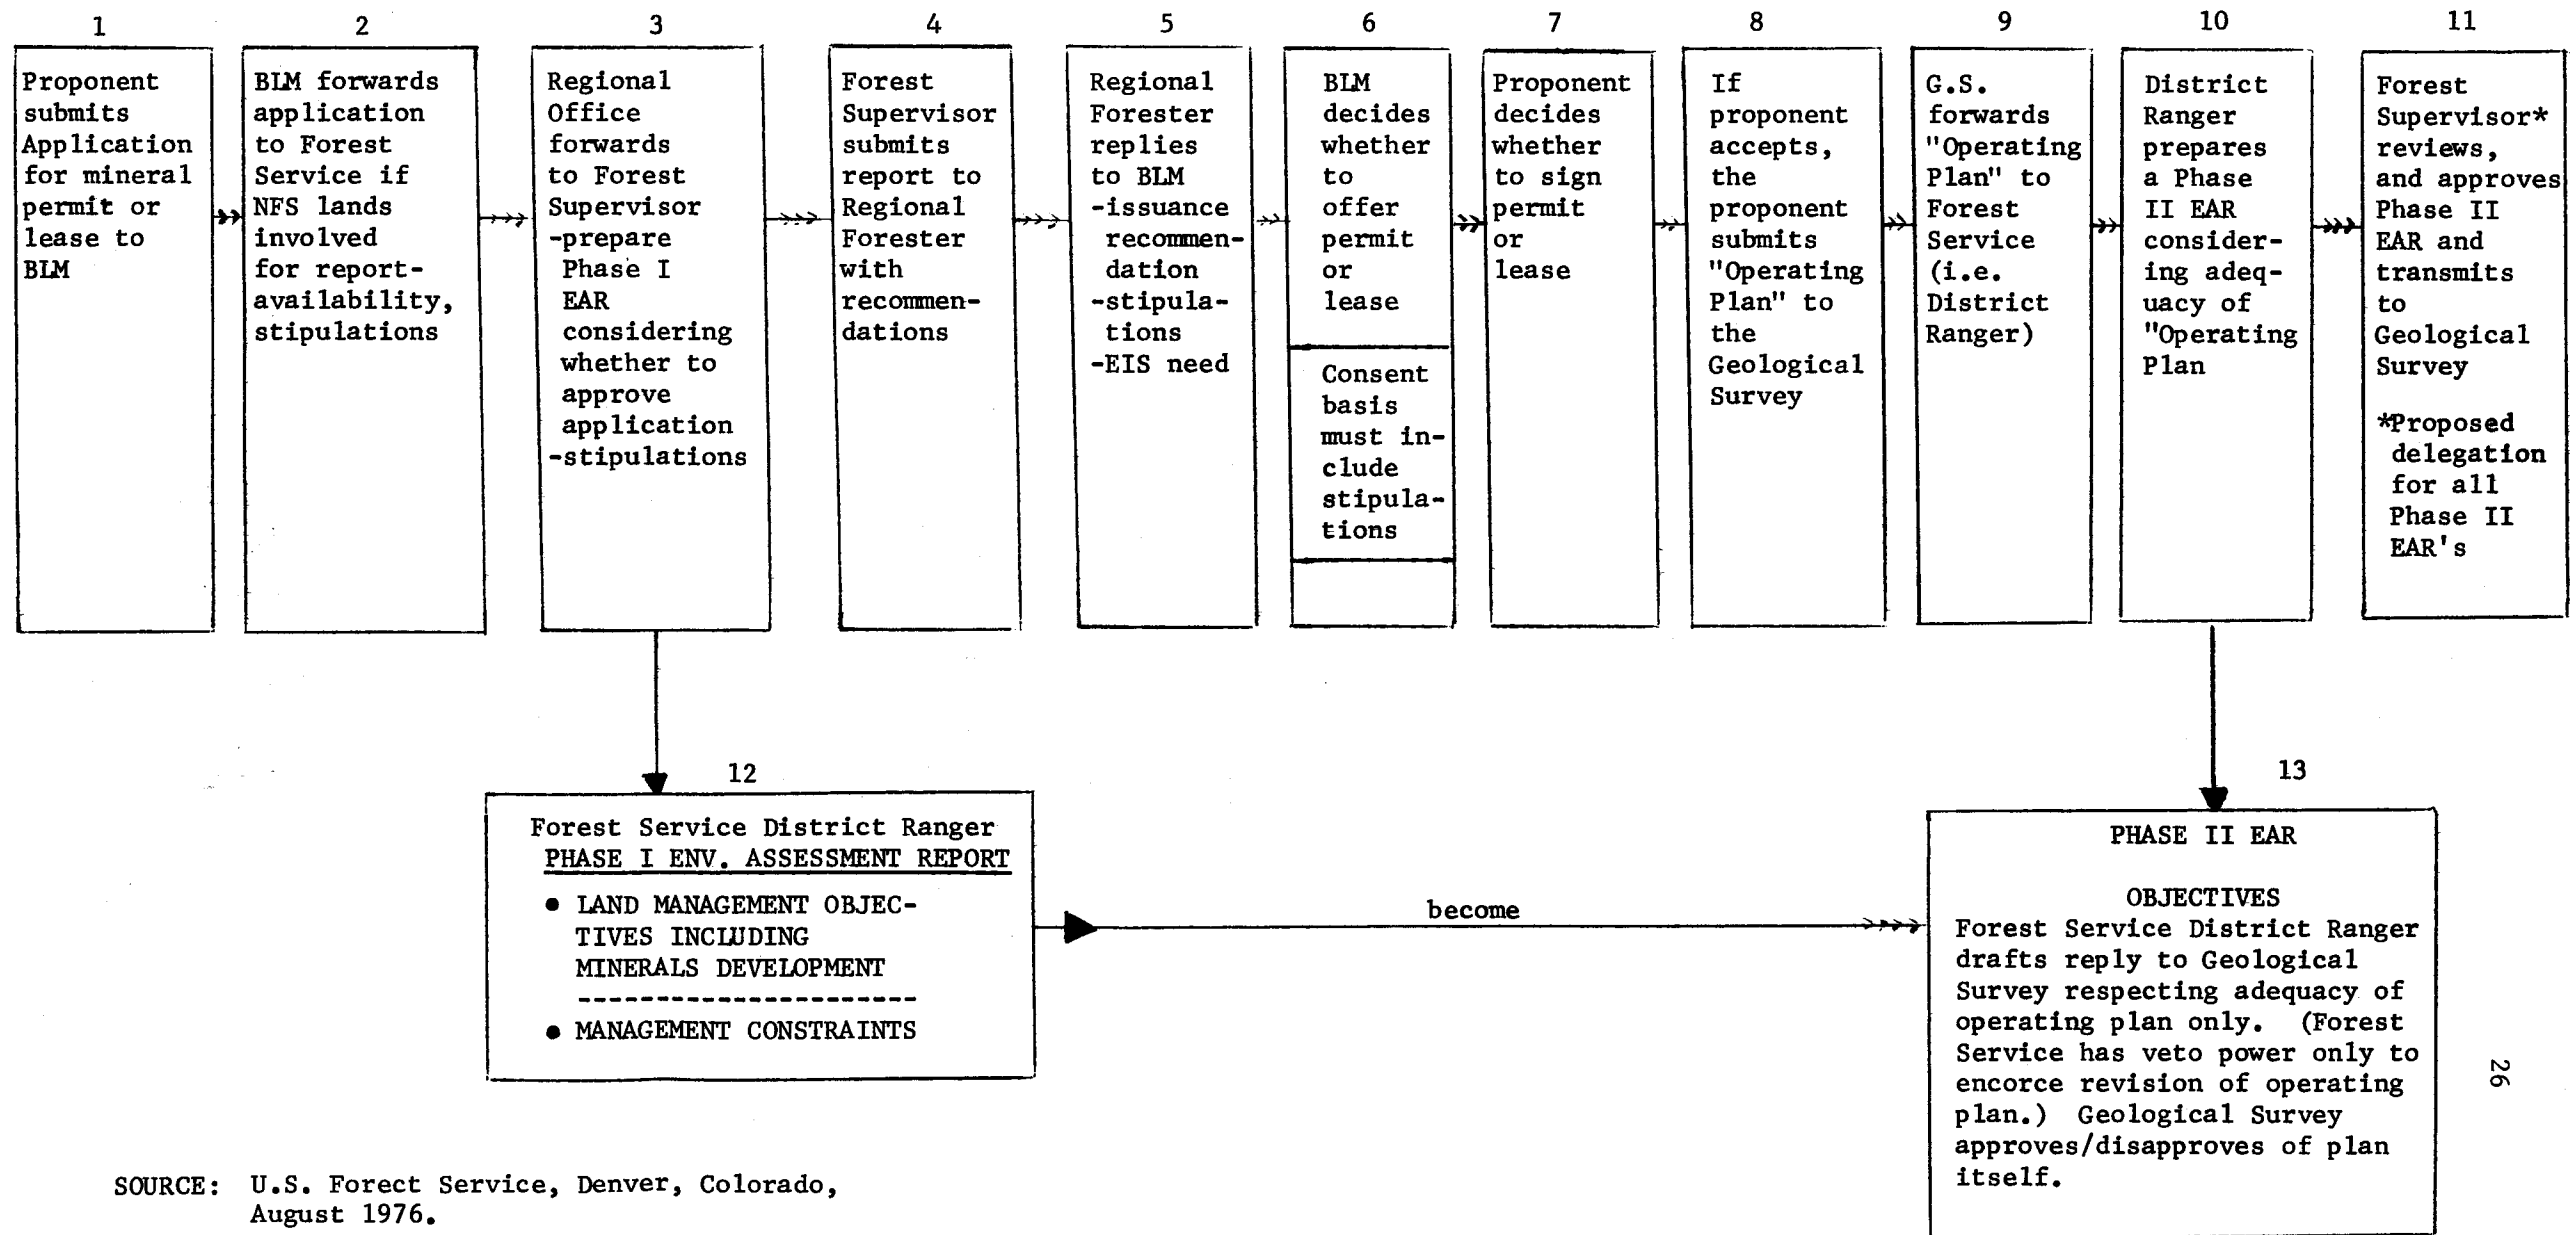 1
Proponent
submits
Application
for mineral
permit or
lease to
BLM
2
BLM forwards
application
to Forest
Service if
NFS lands
involved
for report-
availability,
stipulations
3
Regional
Office
forwards
to Forest
Supervisor
-prepare
Phase I
EAR
considering
whether to
approve
application
-stipulations
4
Forest
Supervisor
submits
report to
Regional
Forester
with
recommen-
dations
5
Regional
Forester
replies
to BLM
-issuance
recommen-
dation
-stipula-
tions
-EIS need
6
BLM
decides
whether
to
offer
permit
or
lease
Consent
basis
must in-
clude
stipula-
tions
7
Proponent
decides
whether
to sign
permit
or
lease
8
If
proponent
accepts,
the
proponent
submits
"Operating
Plan" to
the
Geological
Survey
9
G.S.
forwards
"Operating
Plan" to
Forest
Service
(i.e.
District
Ranger)
10
District
Ranger
prepares
a Phase
II EAR
consider-
ing adeq-
uacy of
"Operating
Plan
11
Forest
Supervisor*
reviews,
and approves
Phase II
EAR and
transmits
to
Geological
Survey
*Proposed
delegation
for all
Phase II
EAR's
12
Forest Service District Ranger
PHASE I ENV. ASSESSMENT REPORT
• LAND MANAGEMENT OBJEC-
TIVES INCLUDING
MINERALS DEVELOPMENT
----------------------
• MANAGEMENT CONSTRAINTS
become
13
PHASE II EAR
OBJECTIVES
Forest Service District Ranger
drafts reply to Geological
Survey respecting adequacy of
operating plan only. (Forest
Service has veto power only to
encorce revision of operating
plan.) Geological Survey
approves/disapproves of plan
itself.
26
SOURCE: U.S. Forect Service, Denver, Colorado,
August 1976.